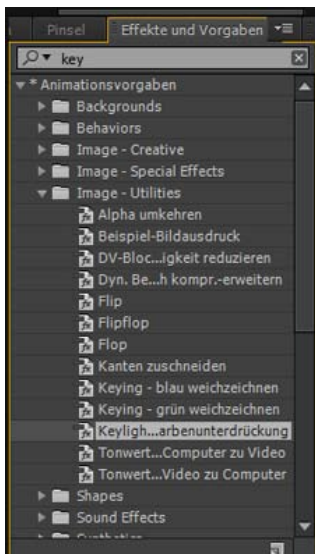 Pinsel
Effekte und Vorgaben
key
* Animationsvorgaben
Backgrounds
Behaviors
Image - Creative
Image - Special Effects
Image - Utilities
Alpha umkehren
Beispiel-Bildausdruck
DV-Bloc...igkeit reduzieren
Dyn. Be...h kompr.-erweitern
Flip
Flipflop
Flop
Kanten zuschneiden
Keying - blau weichzeichnen
Keying - grün weichzeichnen
Keyligh...arbenunterdrückung
Tonwert...Computer zu Video
Tonwert...Video zu Computer
Shapes
Sound Effects